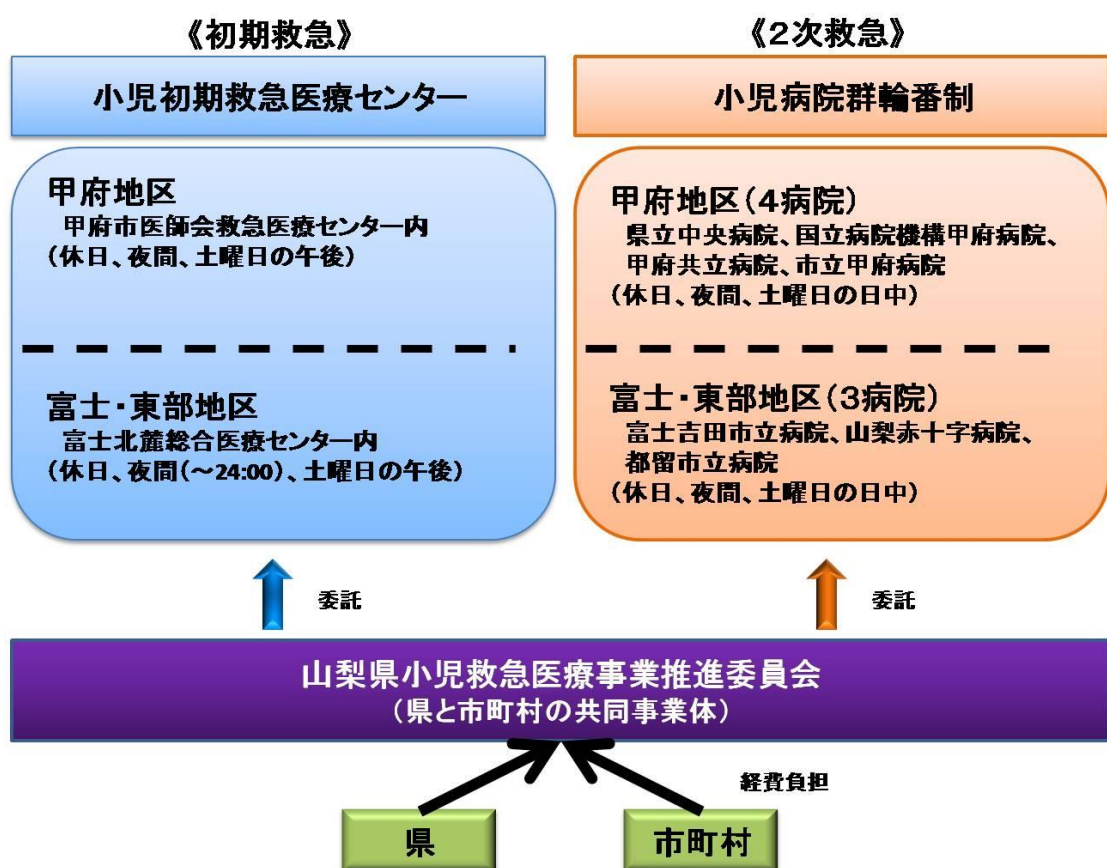 《初期救急》
小児初期救急医療センター
甲府地区
甲府市医師会救急医療センター内
(休日、夜間、土曜日の午後)
富士・東部地区
富士北麓総合医療センター内
(休日、夜間(～24:00)、土曜日の午後)
《2次救急》
小児病院群輪番制
甲府地区(4病院)
県立中央病院、国立病院機構甲府病院、
甲府共立病院、市立甲府病院
(休日、夜間、土曜日の日中)
富士・東部地区(3病院)
富士吉田市立病院、山梨赤十字病院、
都留市立病院
(休日、夜間、土曜日の日中)
委託
委託
山梨県小児救急医療事業推進委員会
(県と市町村の共同事業体)
経費負担
県
市町村